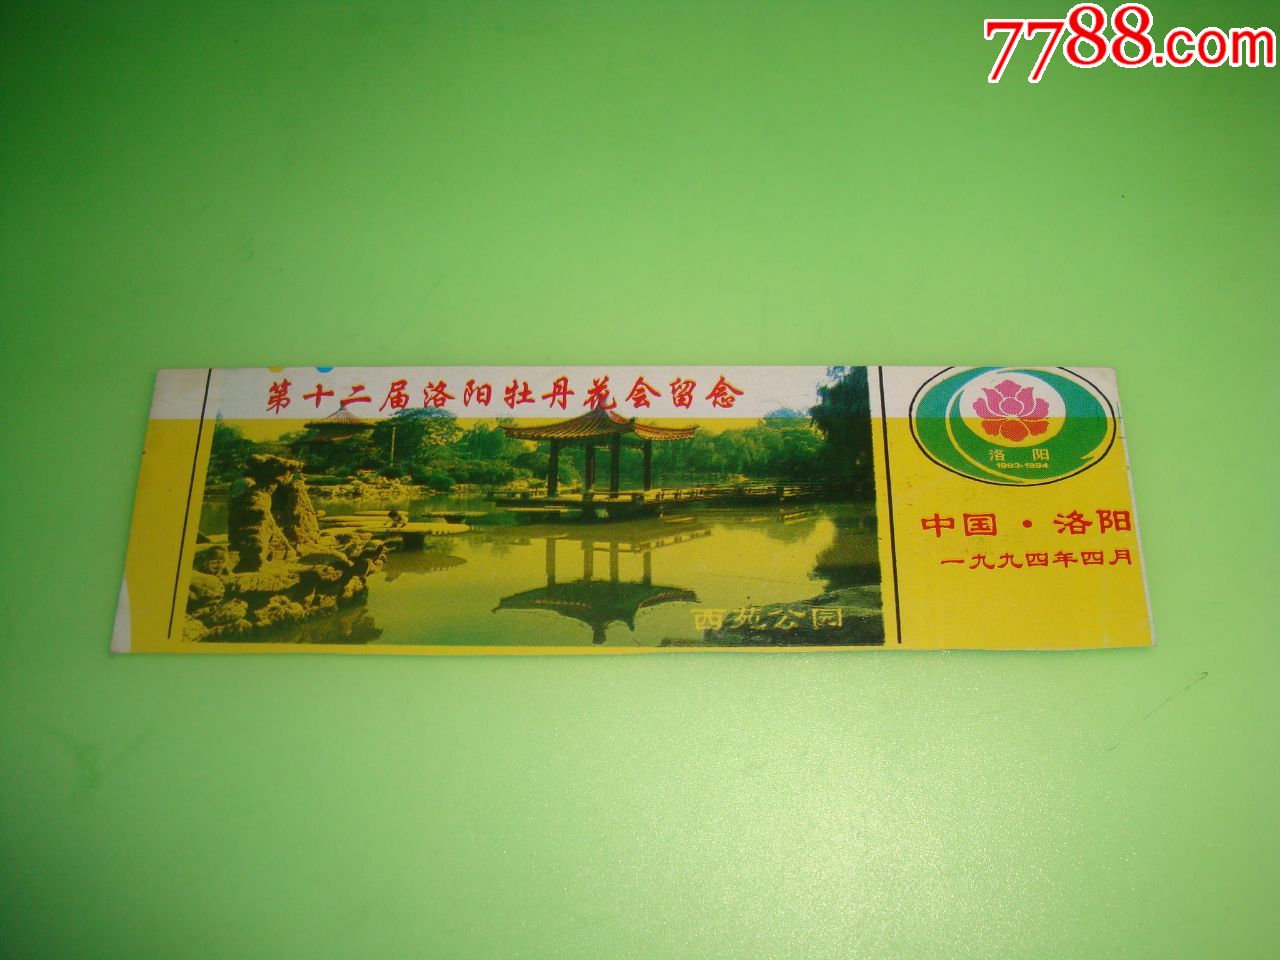 7788.com
第十二届洛阳牡丹花会留念
洛 阳
1983-1994
中国·洛阳
一九九四年四月
西苑公园